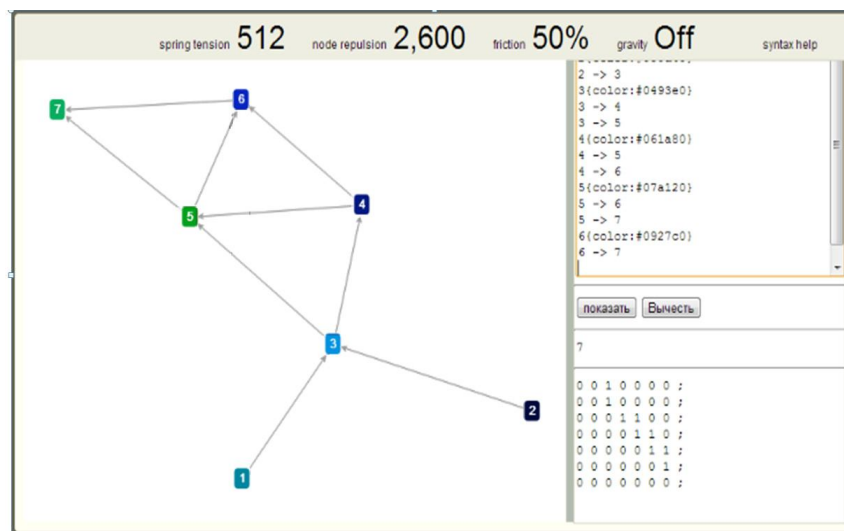 spring tension 512 node repulsion 2,600 friction 50% gravity Off syntax help
2 -> 3
3{color:#0493e0}
3 -> 4
3 -> 5
4{color:#061a80}
4 -> 5
4 -> 6
5{color:#07a120}
5 -> 6
5 -> 7
6{color:#0927c0}
6 -> 7
7
6
5
4
3
2
1
показать Вычесть
7
0 0 1 0 0 0 0 ;
0 0 1 0 0 0 0 ;
0 0 0 1 1 0 0 ;
0 0 0 0 1 1 0 ;
0 0 0 0 0 1 1 ;
0 0 0 0 0 0 1 ;
0 0 0 0 0 0 0 ;